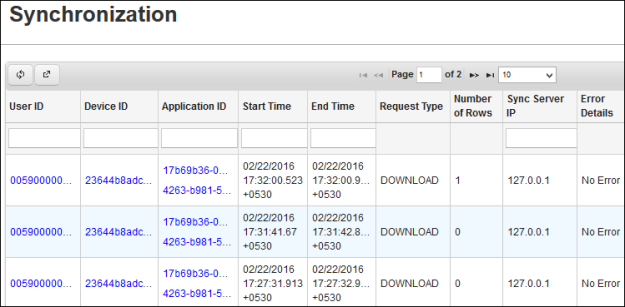 Synchronization
Page 1 of 2 10
User ID Device ID Application ID Start Time End Time Request Type Number of Rows Sync Server IP Error Details
005900000... 23644b8adc... 17b69b36-0... 4263-b981-5... 02/22/2016 17:32:00.523 +0530 02/22/2016 17:32:00.9... +0530 DOWNLOAD 1 127.0.0.1 No Error
005900000... 23644b8adc... 17b69b36-0... 4263-b981-5... 02/22/2016 17:31:41.67 +0530 02/22/2016 17:31:42.8... +0530 DOWNLOAD 0 127.0.0.1 No Error
005900000... 23644b8adc... 17b69b36-0... 4263-b981-5... 02/22/2016 17:27:31.913 +0530 02/22/2016 17:27:32.9... +0530 DOWNLOAD 0 127.0.0.1 No Error